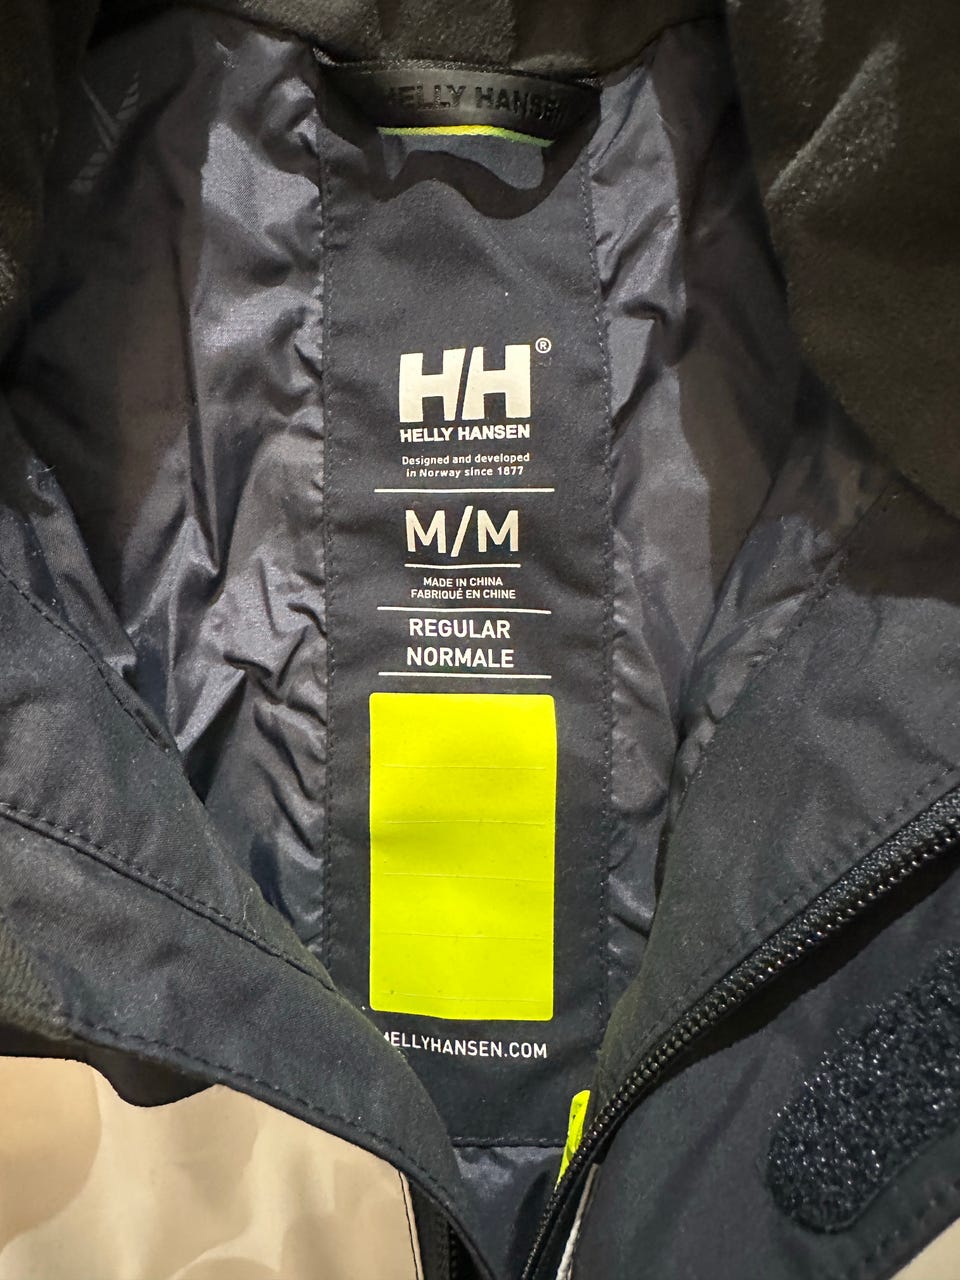 HELLY HANSEN
HH®
HELLY HANSEN
Designed and developed
in Norway since 1877
M/M
MADE IN CHINA
FABRIQUÉ EN CHINE
REGULAR
NORMALE
HELLYHANSEN.COM